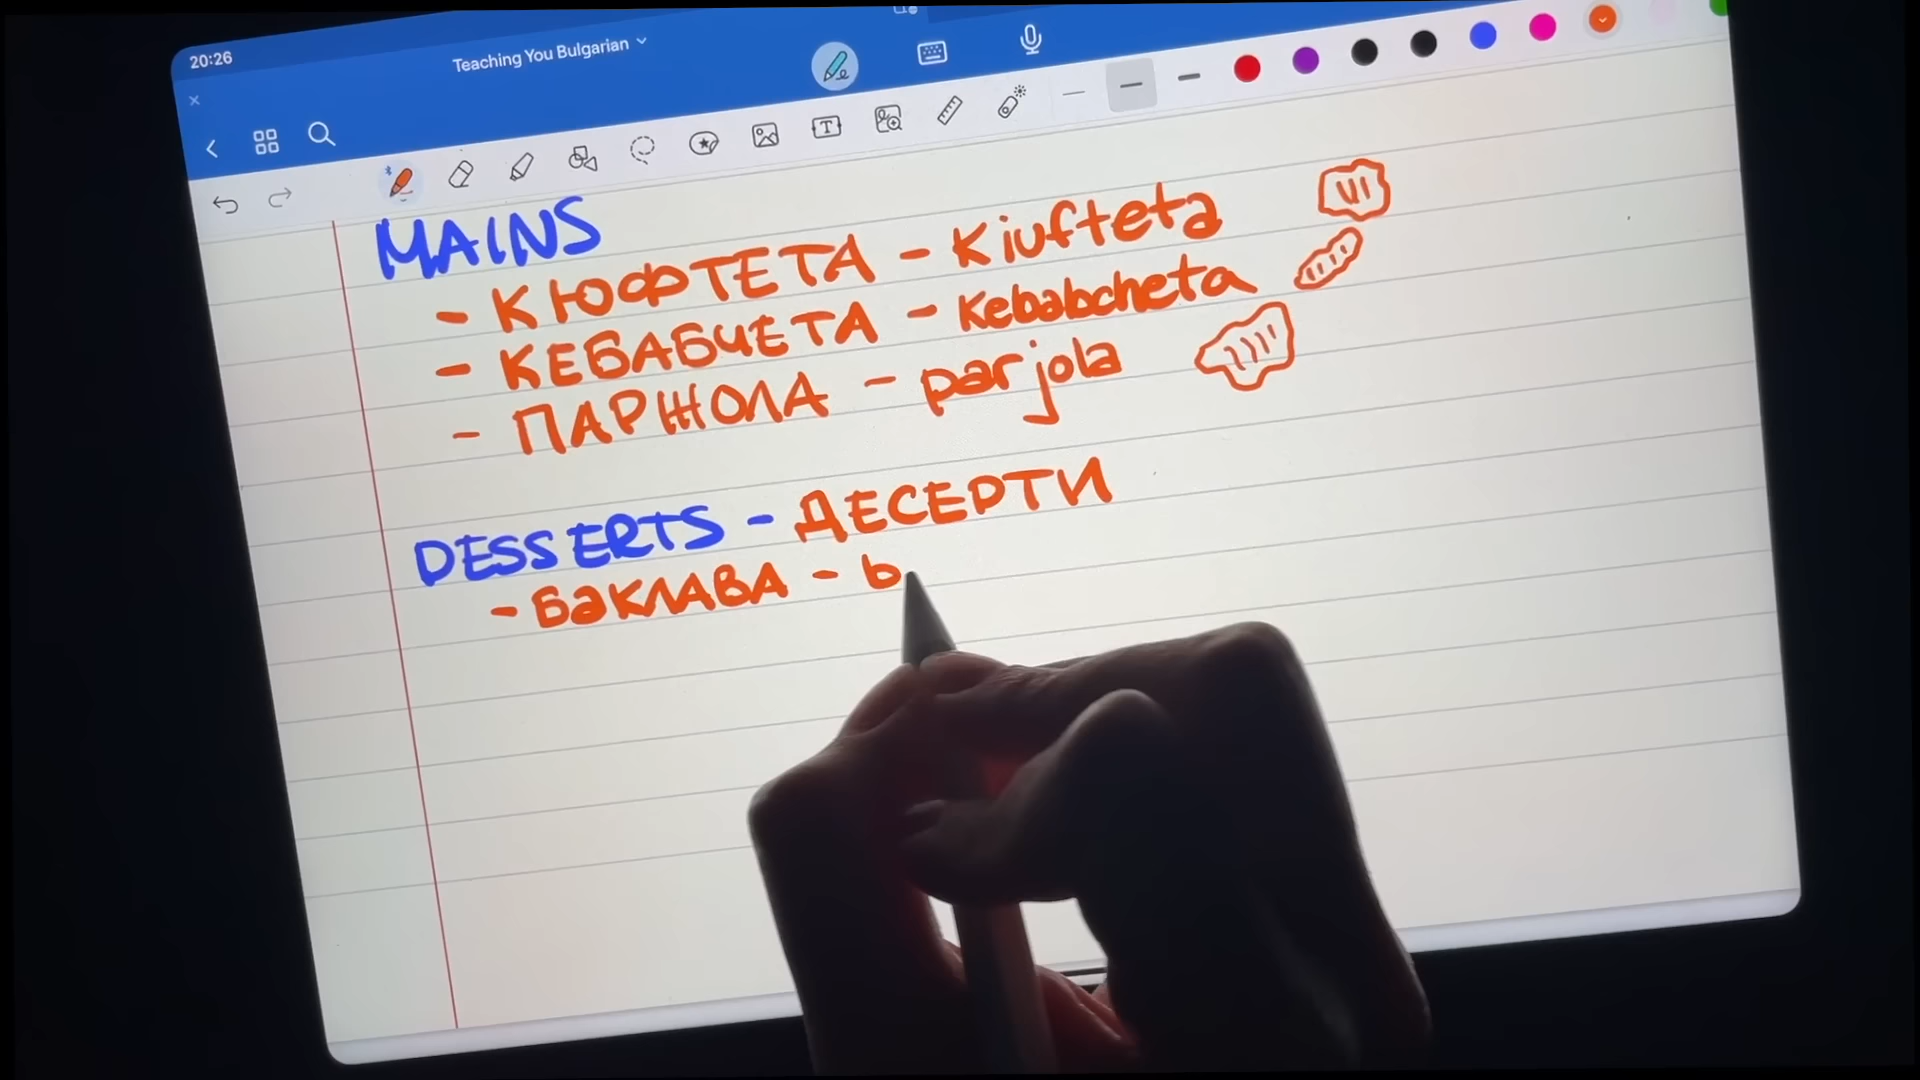 20:26
Teaching You Bulgarian
MAINS
- КЮФТЕТА - Kiufteta
- КЕБАБЧЕТА - Kebabcheta
- ПАРЖОЛА - parjola
DESSERTS - ДЕСЕРТИ
- БаКЛАВА - b